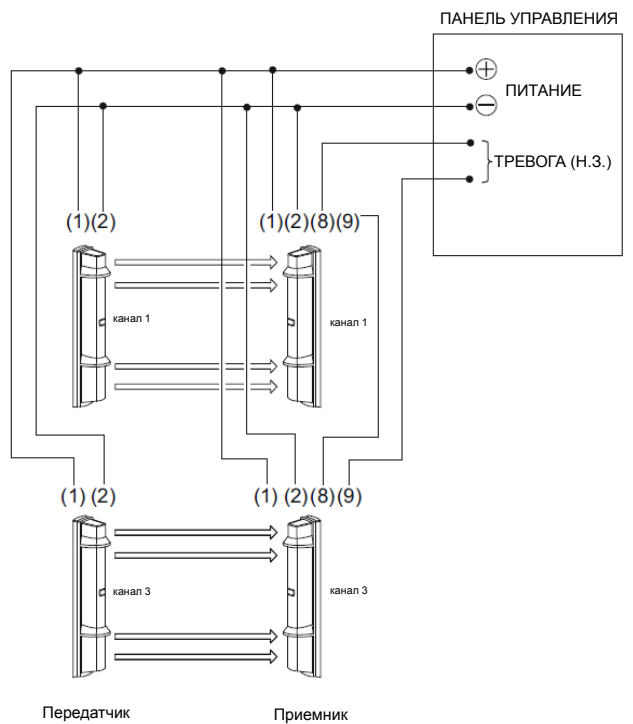 ПАНЕЛЬ УПРАВЛЕНИЯ
ПИТАНИЕ
ТРЕВОГА (Н.З.)
(1)(2)
(1)(2)(8)(9)
канал 1
канал 1
(1) (2)
(1) (2)(8)(9)
канал 3
канал 3
Передатчик
Приемник